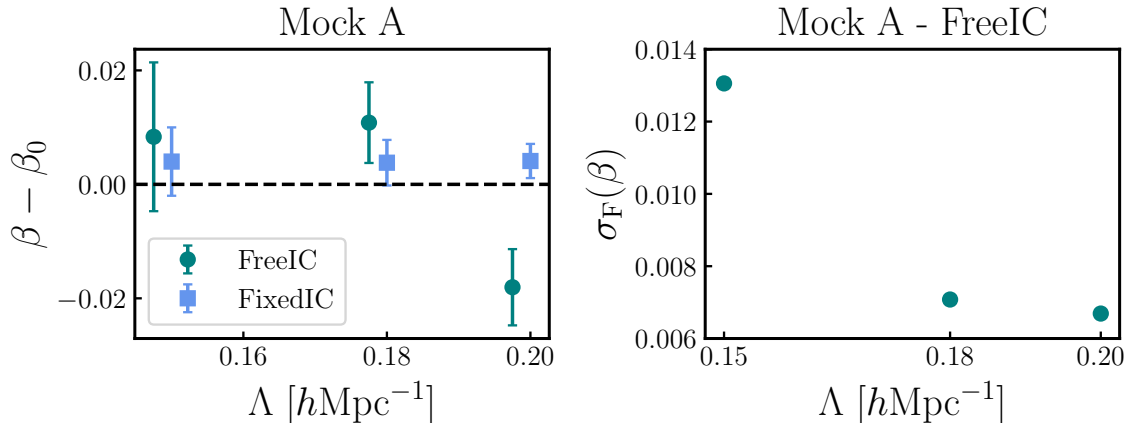 Mock A
0.02
0.00
−0.02
β − β₀
FreeIC
FixedIC
0.16
0.18
0.20
Λ [hMpc⁻¹]
Mock A - FreeIC
0.014
0.012
0.010
0.008
0.006
σ_F(β)
0.15
0.18
0.20
Λ [hMpc⁻¹]